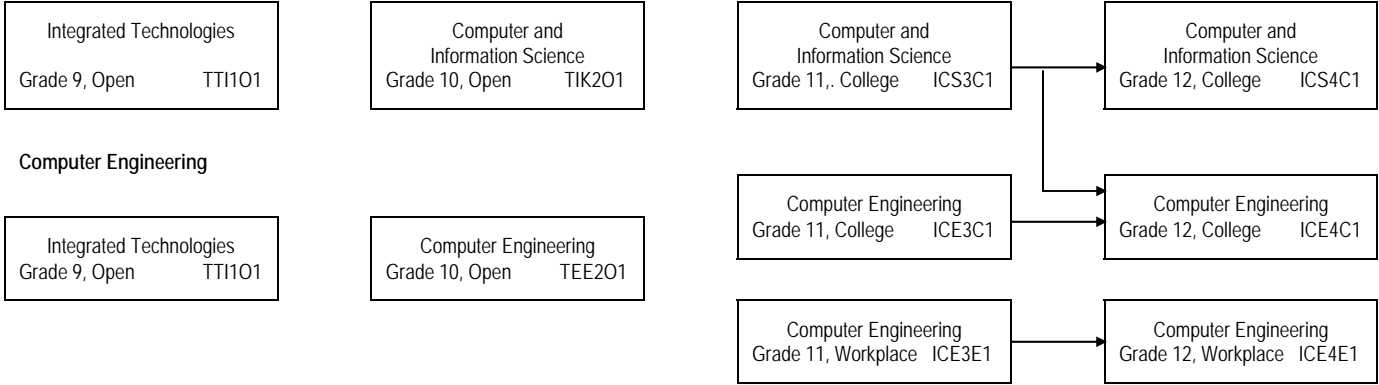 Integrated Technologies
Grade 9, Open TTI1O1
Computer and
Information Science
Grade 10, Open TIK2O1
Computer and
Information Science
Grade 11,. College ICS3C1
Computer and
Information Science
Grade 12, College ICS4C1
Computer Engineering
Integrated Technologies
Grade 9, Open TTI1O1
Computer Engineering
Grade 10, Open TEE2O1
Computer Engineering
Grade 11, College ICE3C1
Computer Engineering
Grade 12, College ICE4C1
Computer Engineering
Grade 11, Workplace ICE3E1
Computer Engineering
Grade 12, Workplace ICE4E1